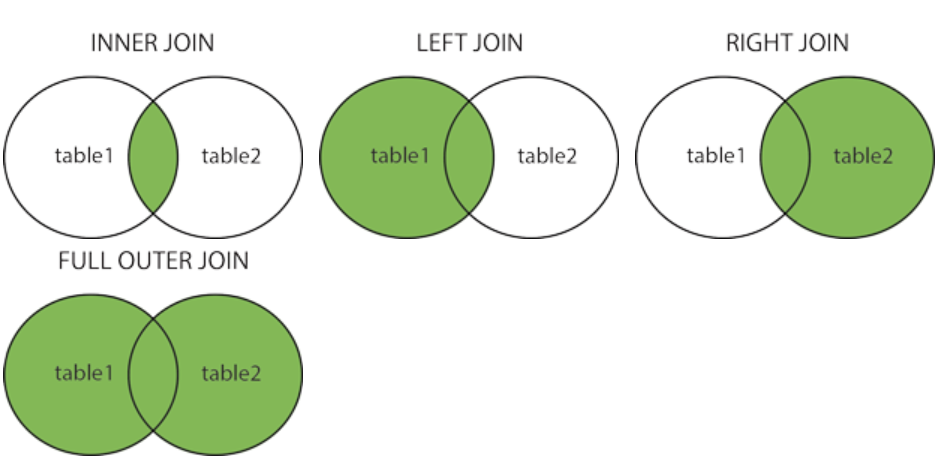 INNER JOIN
LEFT JOIN
RIGHT JOIN
table1
table2
table1
table2
table1
table2
FULL OUTER JOIN
table1
table2